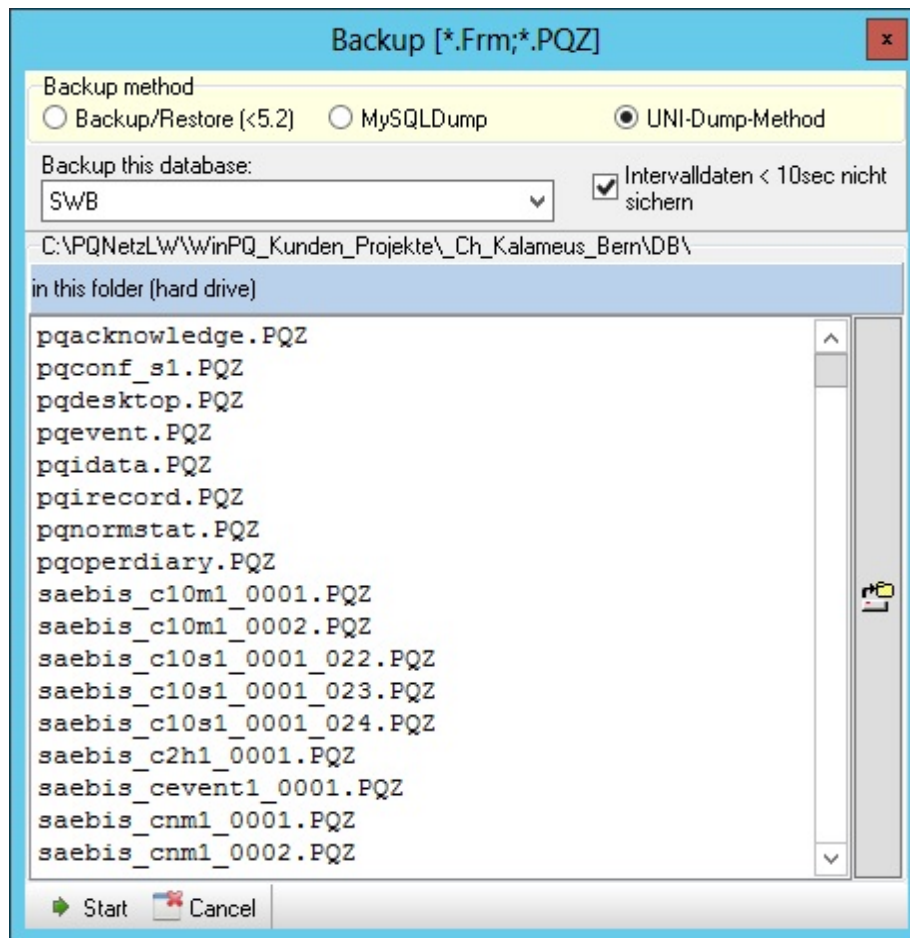 Backup [*.Frm;*.PQZ]
x
Backup method
Backup/Restore (<5.2)
MySQLDump
UNI-Dump-Method
Backup this database:
SWB
Intervalldaten < 10sec nicht
sichern
C:\PQNetzLW\WinPQ_Kunden_Projekte\_Ch_Kalameus_Bern\DB\
in this folder (hard drive)
pqacknowledge.PQZ
pqconf_s1.PQZ
pqdesktop.PQZ
pqevent.PQZ
pqidata.PQZ
pqirecord.PQZ
pqnormstat.PQZ
pqoperdiary.PQZ
saebis_c10m1_0001.PQZ
saebis_c10m1_0002.PQZ
saebis_c10s1_0001_022.PQZ
saebis_c10s1_0001_023.PQZ
saebis_c10s1_0001_024.PQZ
saebis_c2h1_0001.PQZ
saebis_cevent1_0001.PQZ
saebis_cnm1_0001.PQZ
saebis_cnm1_0002.PQZ
Start
Cancel